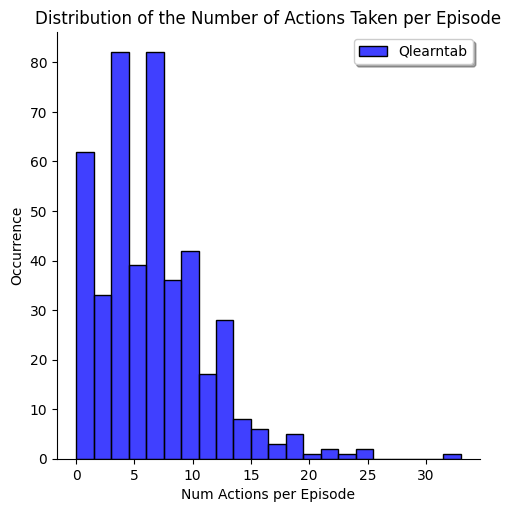 Distribution of the Number of Actions Taken per Episode
Qlearntab
80
70
60
50
40
30
20
10
0
Occurrence
0 5 10 15 20 25 30
Num Actions per Episode